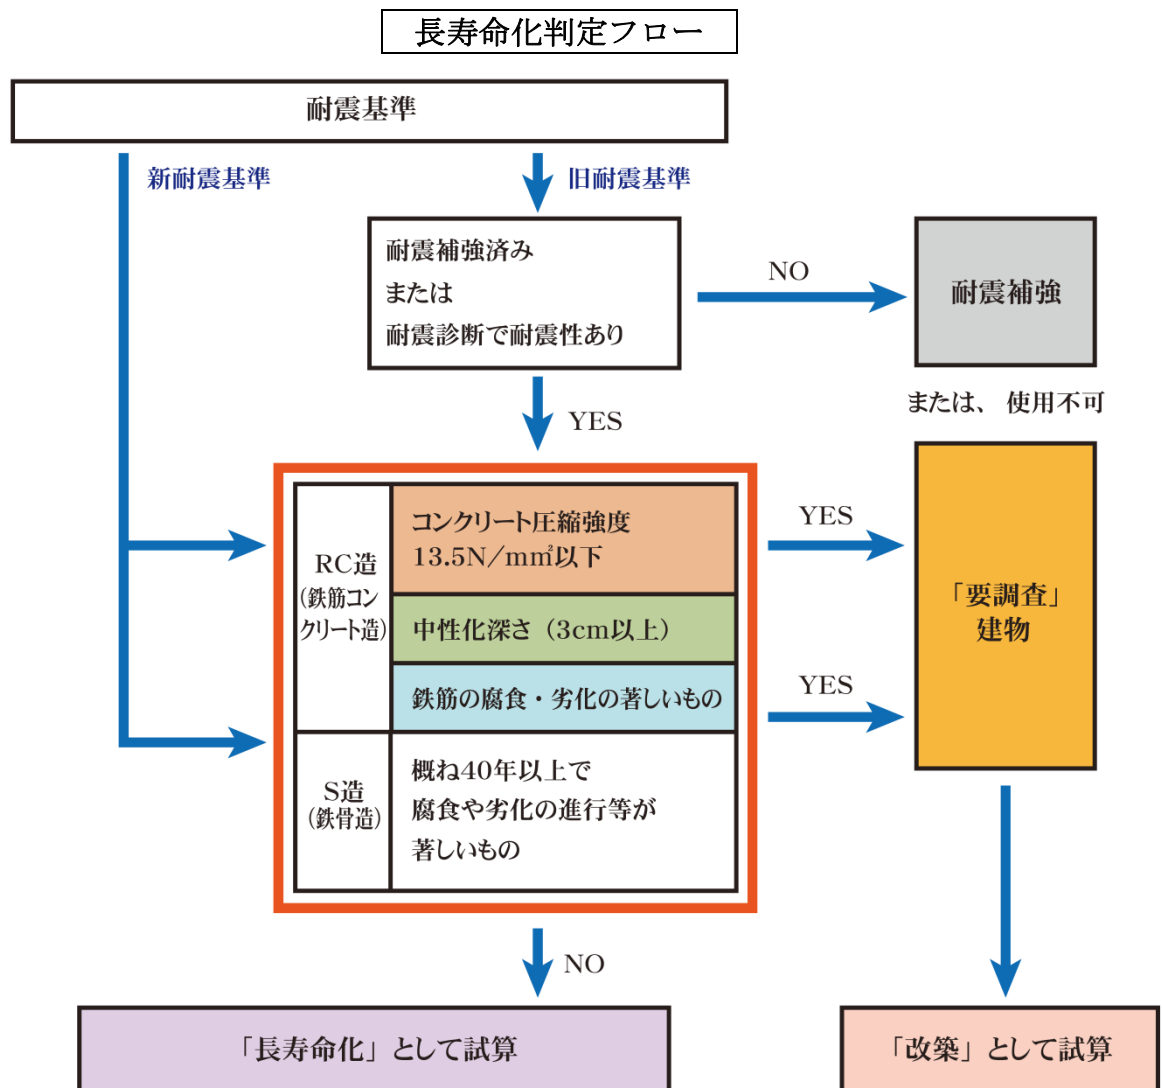 長寿命化判定フロー
耐震基準
新耐震基準
旧耐震基準
耐震補強済み
または
耐震診断で耐震性あり
NO
耐震補強
または、使用不可
YES
RC造
(鉄筋コン
クリート造)
コンクリート圧縮強度
13.5N/mm²以下
中性化深さ（3cm以上）
鉄筋の腐食・劣化の著しいもの
YES
YES
「要調査」
建物
S造
(鉄骨造)
概ね40年以上で
腐食や劣化の進行等が
著しいもの
NO
「長寿命化」として試算
「改築」として試算